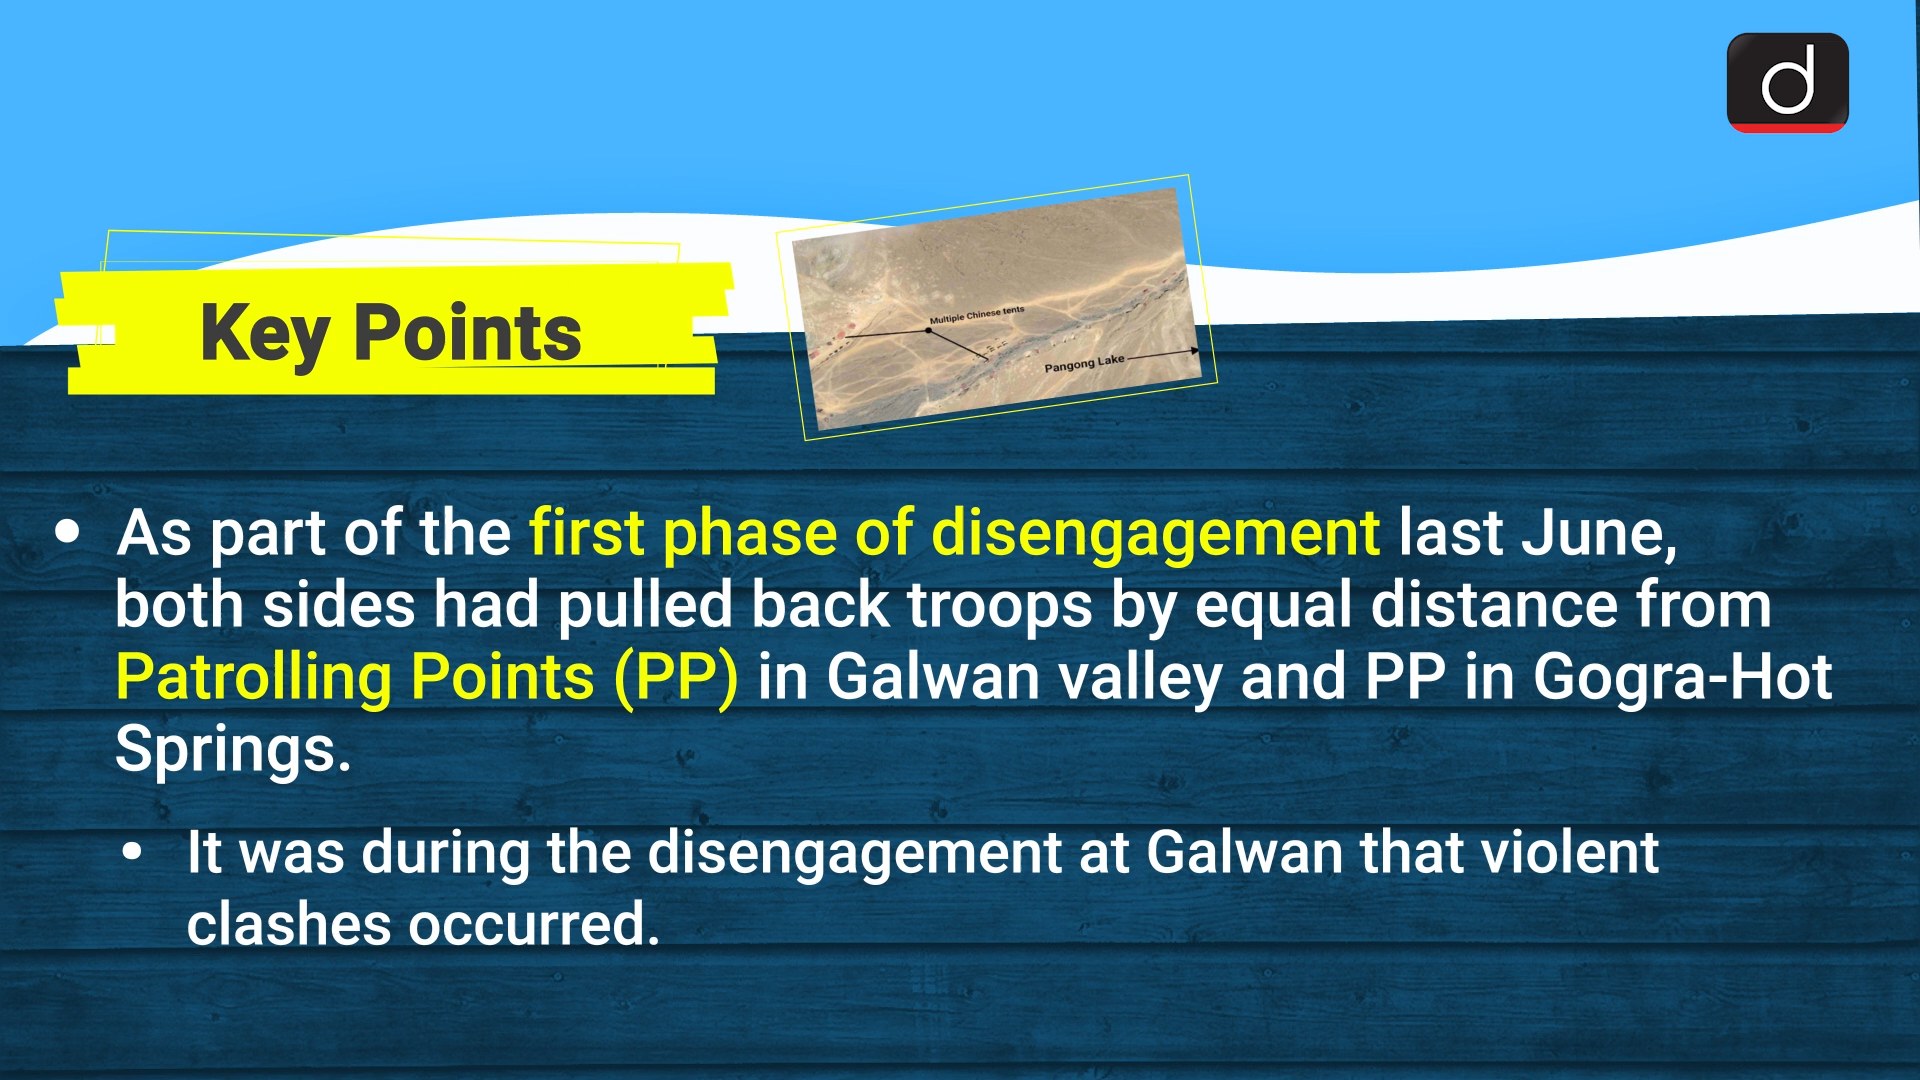 d
Key Points
Multiple Chinese tents
Pangong Lake
• As part of the first phase of disengagement last June,
both sides had pulled back troops by equal distance from
Patrolling Points (PP) in Galwan valley and PP in Gogra-Hot
Springs.
• It was during the disengagement at Galwan that violent
clashes occurred.